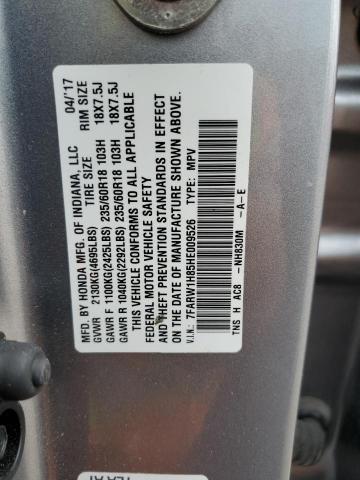 MFD. BY HONDA MFG. OF INDIANA, LLC 04/'17
TIRE SIZE RIM SIZE
GVWR 2130KG(4695LBS)
GAWR F 1100KG(2425LBS) 235/60R18 103H 18X7.5J
GAWR R 1040KG(2292LBS) 235/60R18 103H 18X7.5J
THIS VEHICLE CONFORMS TO ALL APPLICABLE
FEDERAL MOTOR VEHICLE SAFETY
AND THEFT PREVENTION STANDARDS IN EFFECT
ON THE DATE OF MANUFACTURE SHOWN ABOVE.
V.I.N.: 7FARW1H85HE009526 TYPE: MPV
TNS H AC8 -NH830M -A-E